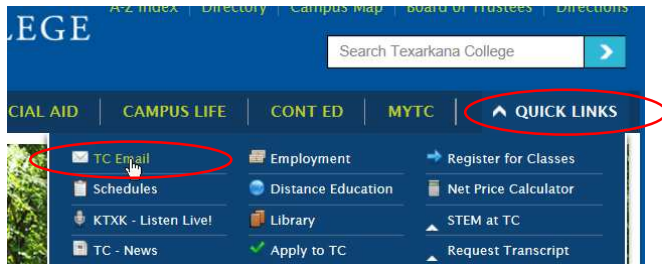 A-Z Index | Directory | Campus Map | Board of Trustees | Directions
LEGE
Search Texarkana College
CIAL AID | CAMPUS LIFE | CONT ED | MYTC | QUICK LINKS
TC Email Employment Register for Classes
Schedules Distance Education Net Price Calculator
KTXK - Listen Live! Library STEM at TC
TC - News Apply to TC Request Transcript